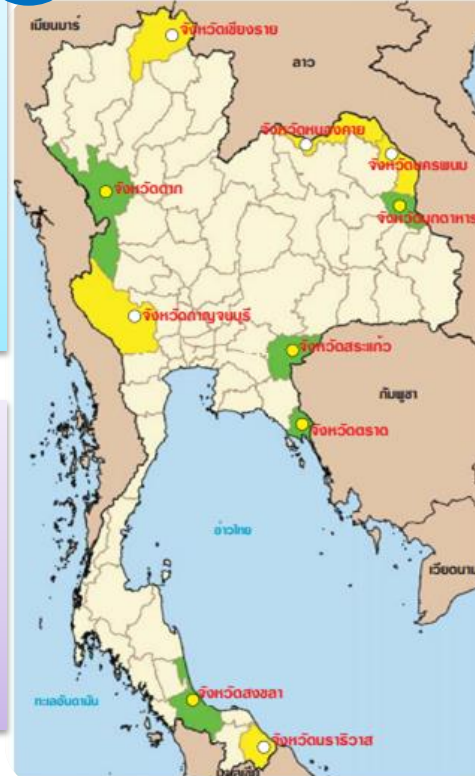 เมียนมาร์
จังหวัดเชียงราย
ลาว
จังหวัดหนองคาย
จังหวัดนครพนม
จังหวัดตาก
จังหวัดมุกดาหาร
จังหวัดกาญจนบุรี
จังหวัดสระแก้ว
กัมพูชา
จังหวัดตราด
อ่าวไทย
เวียดนาม
จังหวัดสงขลา
ทะเลอันดามัน
จังหวัดนราธิวาส